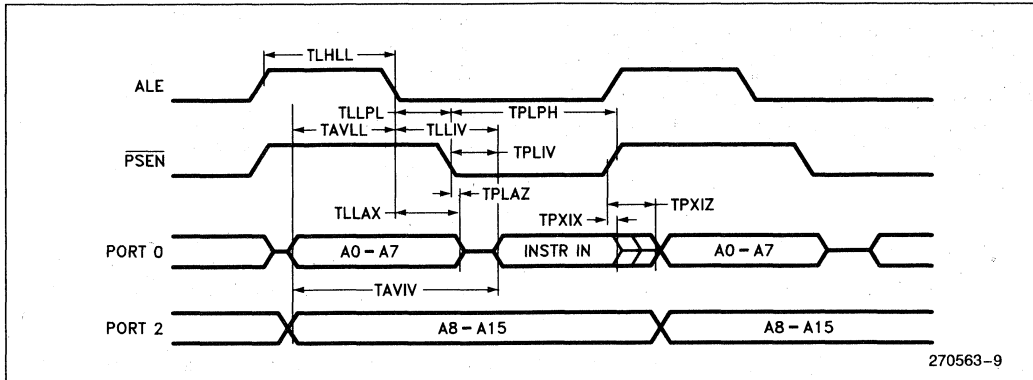 TLHLL
ALE
TLLPL
TPLPH
TAVLL
TLLIV
PSEN
TPLIV
TPLAZ
TLLAX
TPXIX
TPXIZ
PORT 0
A0-A7
INSTR IN
A0-A7
TAVIV
PORT 2
A8-A15
A8-A15
270563-9